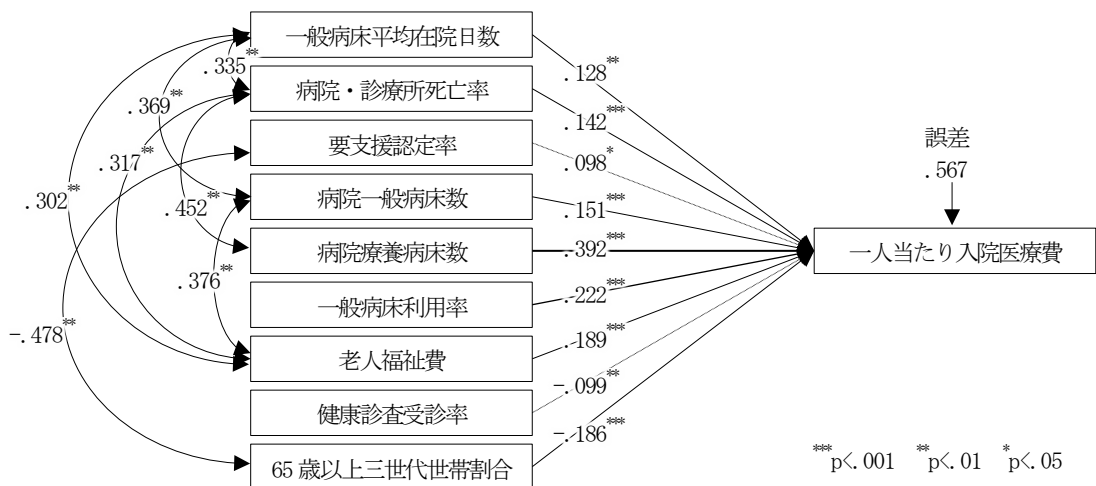 一般病床平均在院日数
.335**
.128**
病院・診療所死亡率
.369**
.142***
誤差
要支援認定率
.317**
.098*
.567
.302**
.452**
病院一般病床数
.151***
病院療養病床数
.392***
一人当たり入院医療費
.376**
一般病床利用率
.222***
-.478**
老人福祉費
.189***
-.099**
健康診査受診率
-.186***
65歳以上三世代世帯割合
***p<.001 **p<.01 *p<.05